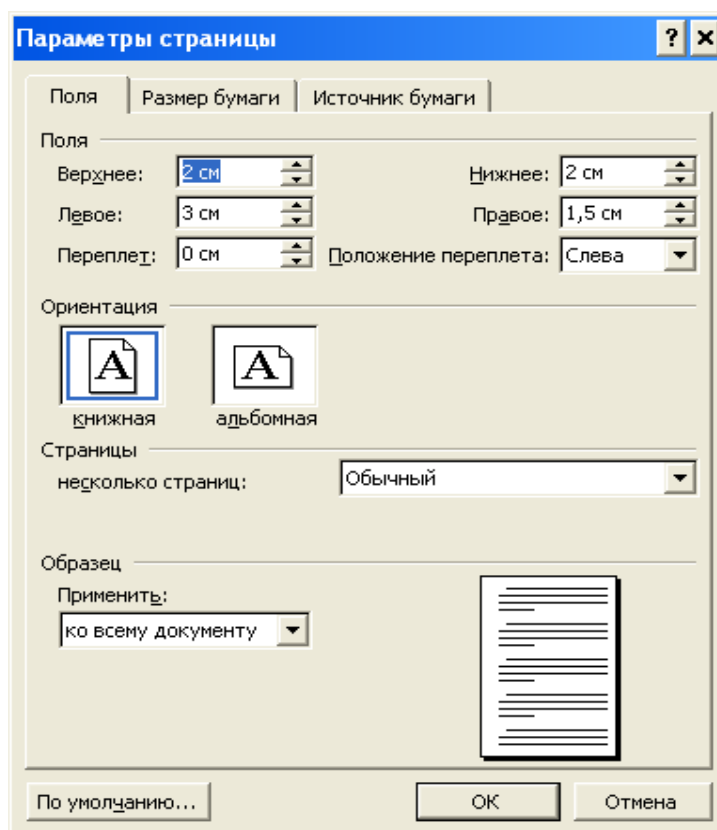 Параметры страницы
Поля Размер бумаги Источник бумаги
Поля
Верхнее: 2 см Нижнее: 2 см
Левое: 3 см Правое: 1,5 см
Переплет: 0 см Положение переплета: Слева
Ориентация
A A
книжная альбомная
Страницы
несколько страниц: Обычный
Образец
Применить:
ко всему документу
По умолчанию... ОК Отмена